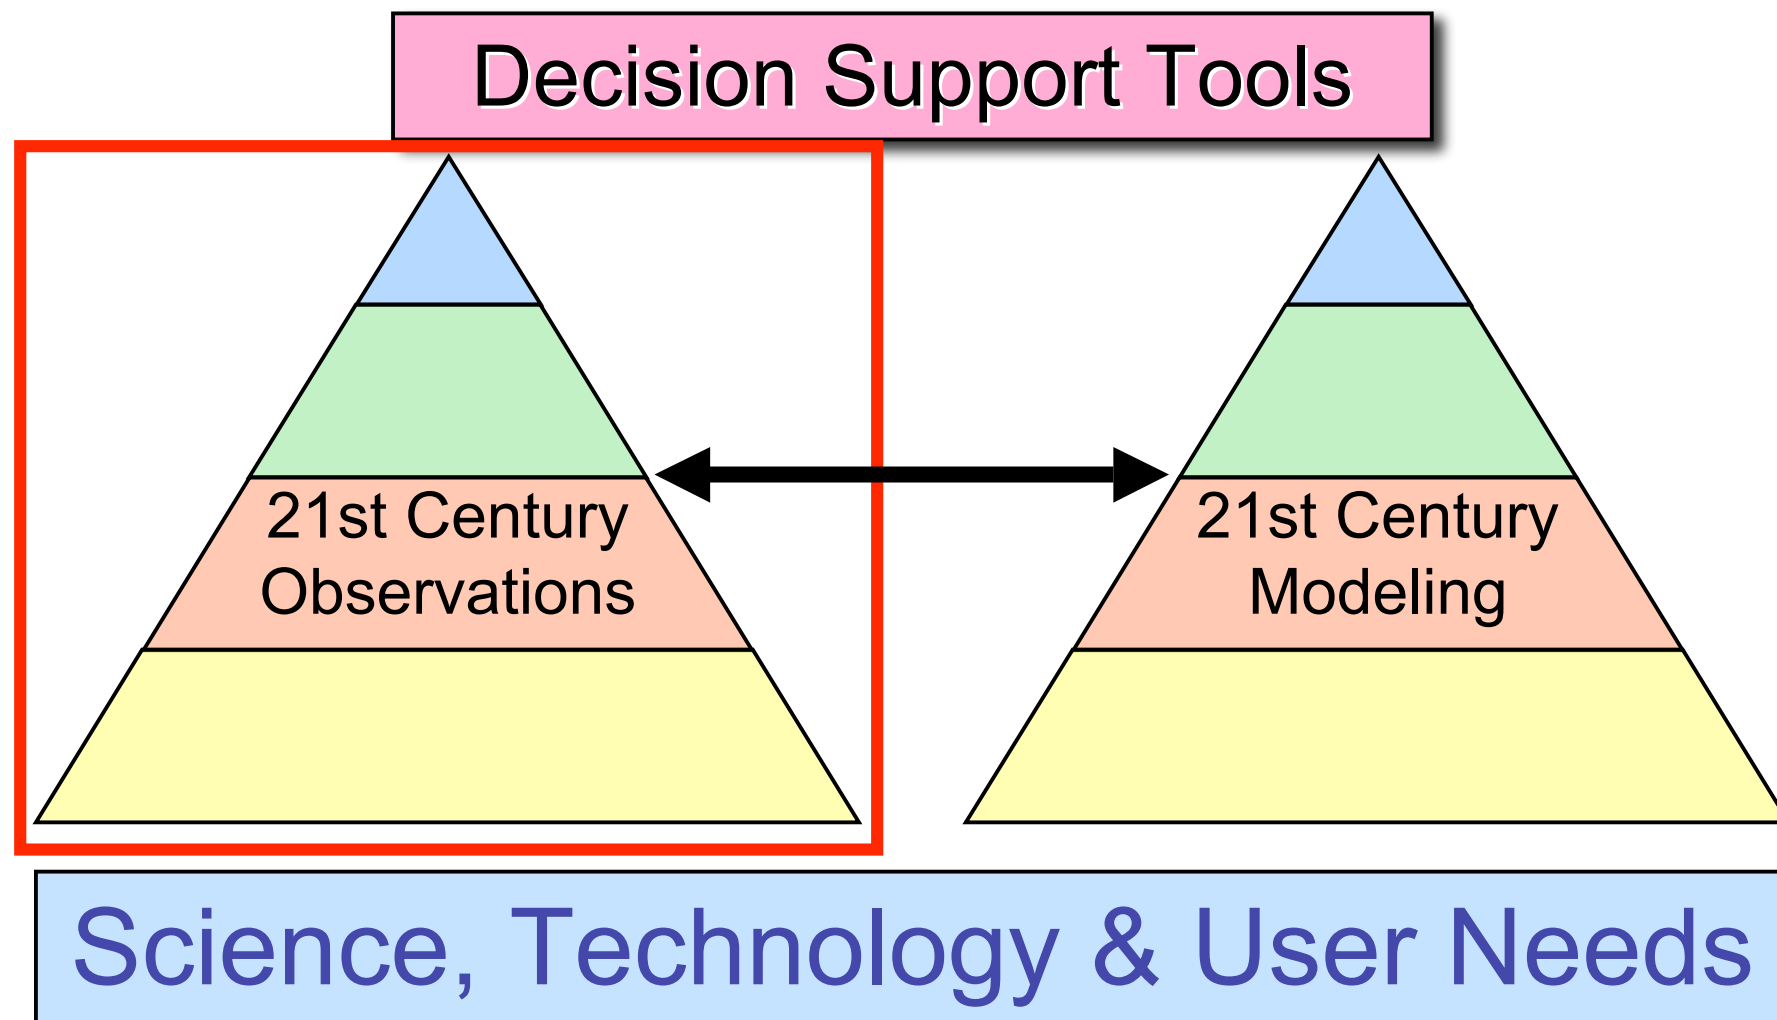 Decision Support Tools
21st Century
Observations
21st Century
Modeling
Science, Technology & User Needs